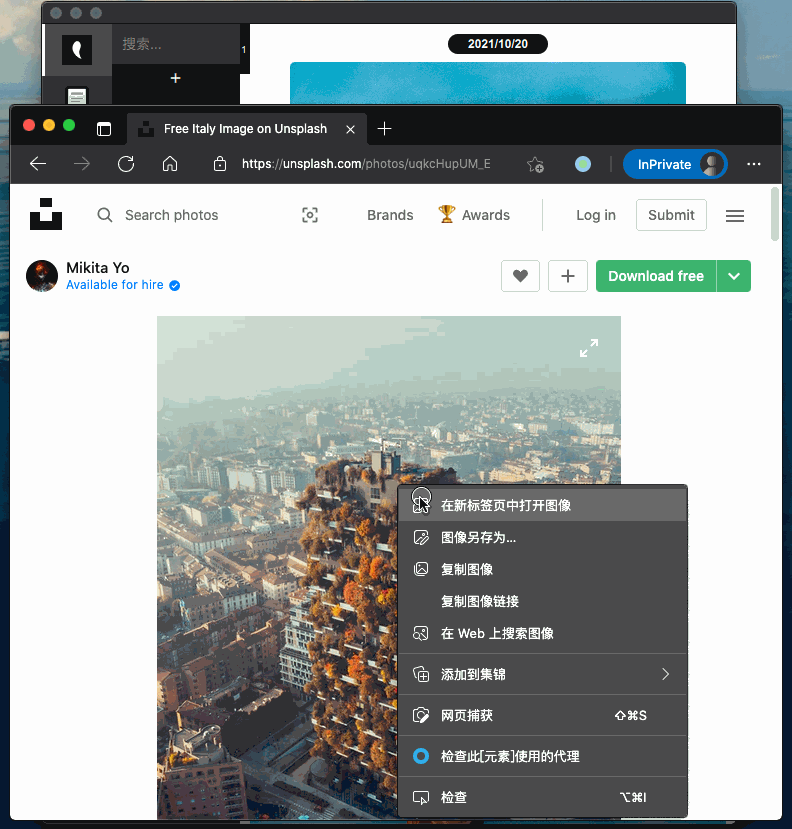 搜索...
1
+
2021/10/20
Free Italy Image on Unsplash
https://unsplash.com/photos/uqkcHupUM_E
InPrivate
Search photos
Brands
🏆 Awards
Log in
Submit
Mikita Yo
Available for hire
Download free
在新标签页中打开图像
图像另存为...
复制图像
复制图像链接
在 Web 上搜索图像
添加到集锦
网页捕获 ⇧⌘S
检查此[元素]使用的代理
检查 ⌥⌘I